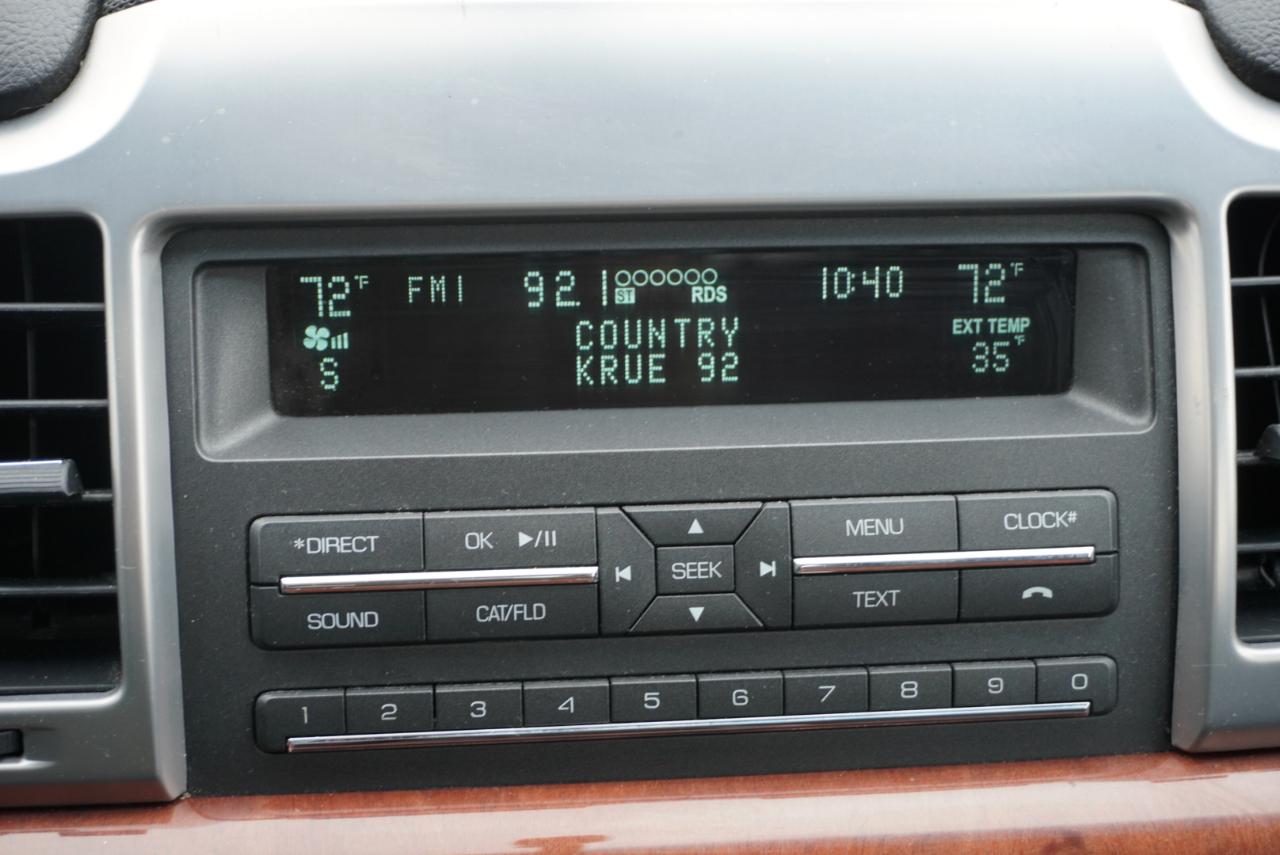 72°F FM1 92.1 ST RDS 10:40 72°F
COUNTRY EXT TEMP
S KRUE 92 35°F
*DIRECT OK ►/II ▲ MENU CLOCK#
|◄ SEEK ►|
SOUND CAT/FLD ▼ TEXT
1 2 3 4 5 6 7 8 9 0